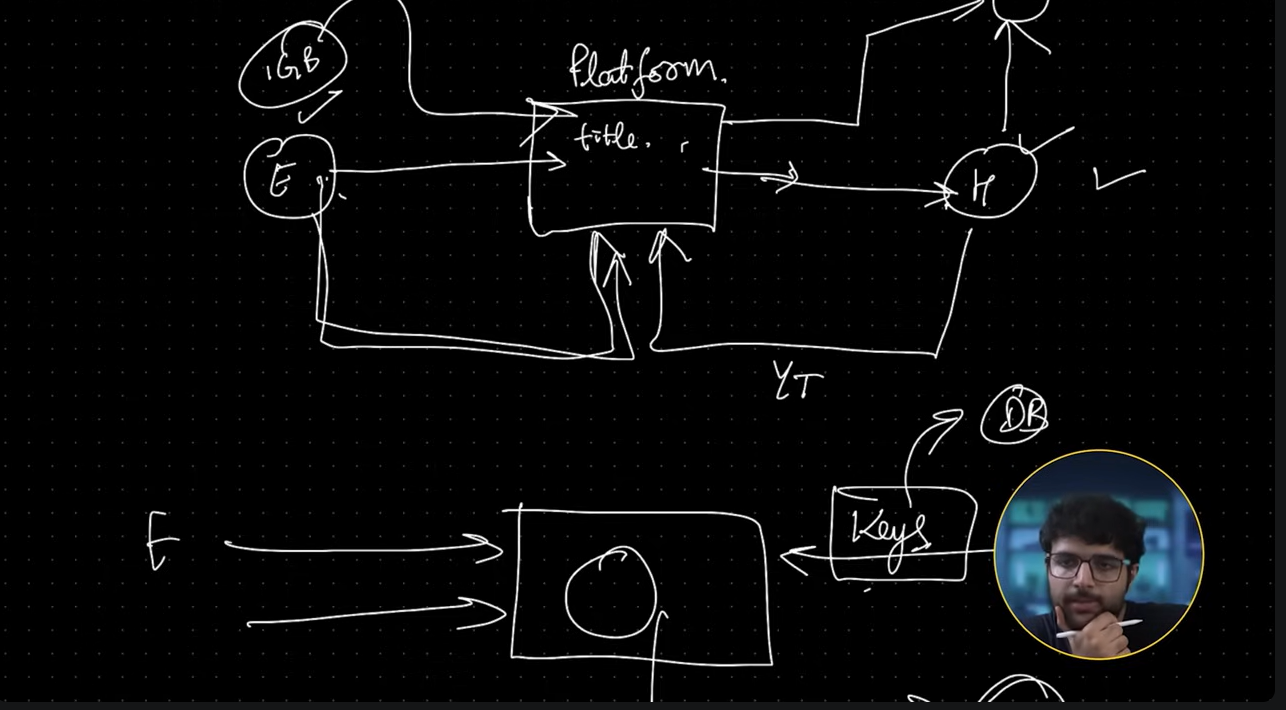 1GB
Platform.
title.
E
H
YT
DB
Keys
E